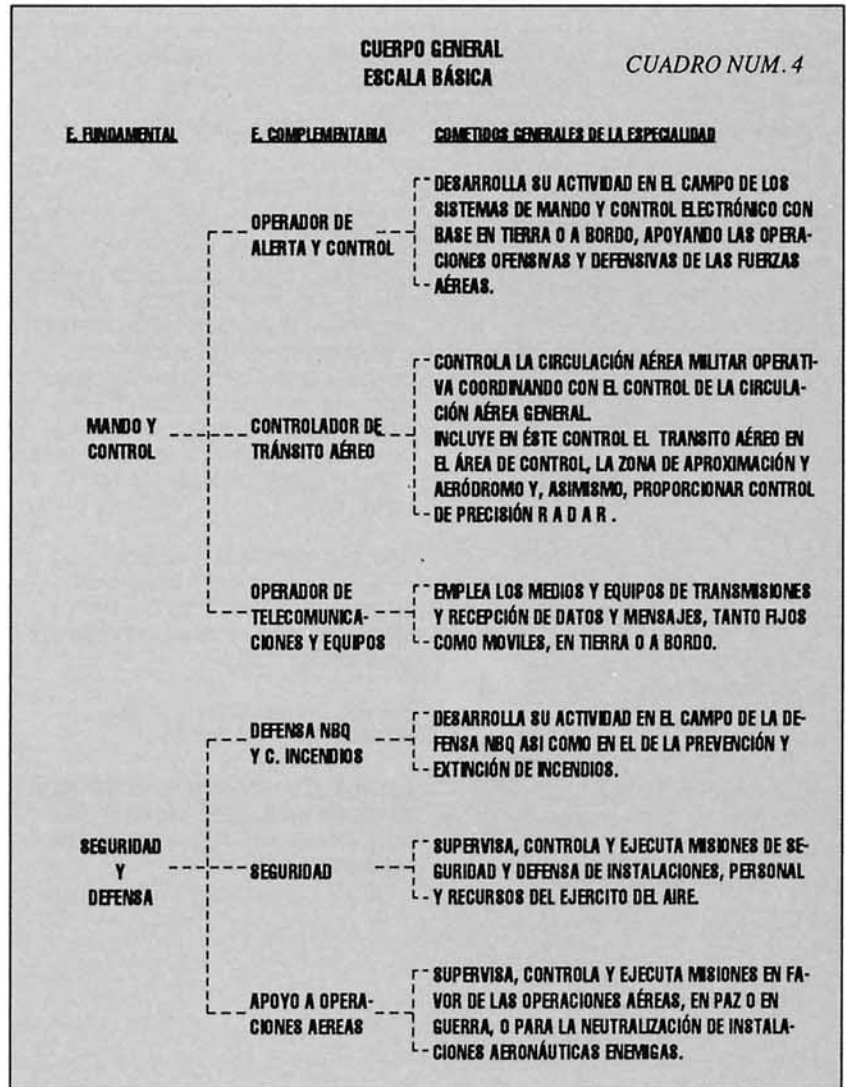 CUERPO GENERAL
ESCALA BÁSICA
CUADRO NUM. 4
E. FUNDAMENTAL
E. COMPLEMENTARIA
COMETIDOS GENERALES DE LA ESPECIALIDAD
MANDO Y
CONTROL
OPERADOR DE
ALERTA Y CONTROL
DESARROLLA SU ACTIVIDAD EN EL CAMPO DE LOS
SISTEMAS DE MANDO Y CONTROL ELECTRÓNICO CON
BASE EN TIERRA O A BORDO, APOYANDO LAS OPERA-
CIONES OFENSIVAS Y DEFENSIVAS DE LAS FUERZAS
AÉREAS.
CONTROLADOR DE
TRÁNSITO AÉREO
CONTROLA LA CIRCULACIÓN AÉREA MILITAR OPERATI-
VA COORDINANDO CON EL CONTROL DE LA CIRCULA-
CIÓN AÉREA GENERAL.
INCLUYE EN ÉSTE CONTROL EL TRANSITO AÉREO EN
EL ÁREA DE CONTROL, LA ZONA DE APROXIMACIÓN Y
AERÓDROMO Y, ASIMISMO, PROPORCIONAR CONTROL
DE PRECISIÓN R A D A R .
OPERADOR DE
TELECOMUNICA-
CIONES Y EQUIPOS
EMPLEA LOS MEDIOS Y EQUIPOS DE TRANSMISIONES
Y RECEPCIÓN DE DATOS Y MENSAJES, TANTO FIJOS
COMO MOVILES, EN TIERRA O A BORDO.
SEGURIDAD
Y
DEFENSA
DEFENSA NBQ
Y C. INCENDIOS
DESARROLLA SU ACTIVIDAD EN EL CAMPO DE LA DE-
FENSA NBQ ASI COMO EN EL DE LA PREVENCIÓN Y
EXTINCIÓN DE INCENDIOS.
SEGURIDAD
SUPERVISA, CONTROLA Y EJECUTA MISIONES DE SE-
GURIDAD Y DEFENSA DE INSTALACIONES, PERSONAL
Y RECURSOS DEL EJERCITO DEL AIRE.
APOYO A OPERA-
CIONES AEREAS
SUPERVISA, CONTROLA Y EJECUTA MISIONES EN FA-
VOR DE LAS OPERACIONES AÉREAS, EN PAZ O EN
GUERRA, O PARA LA NEUTRALIZACIÓN DE INSTALA-
CIONES AERONÁUTICAS ENEMIGAS.